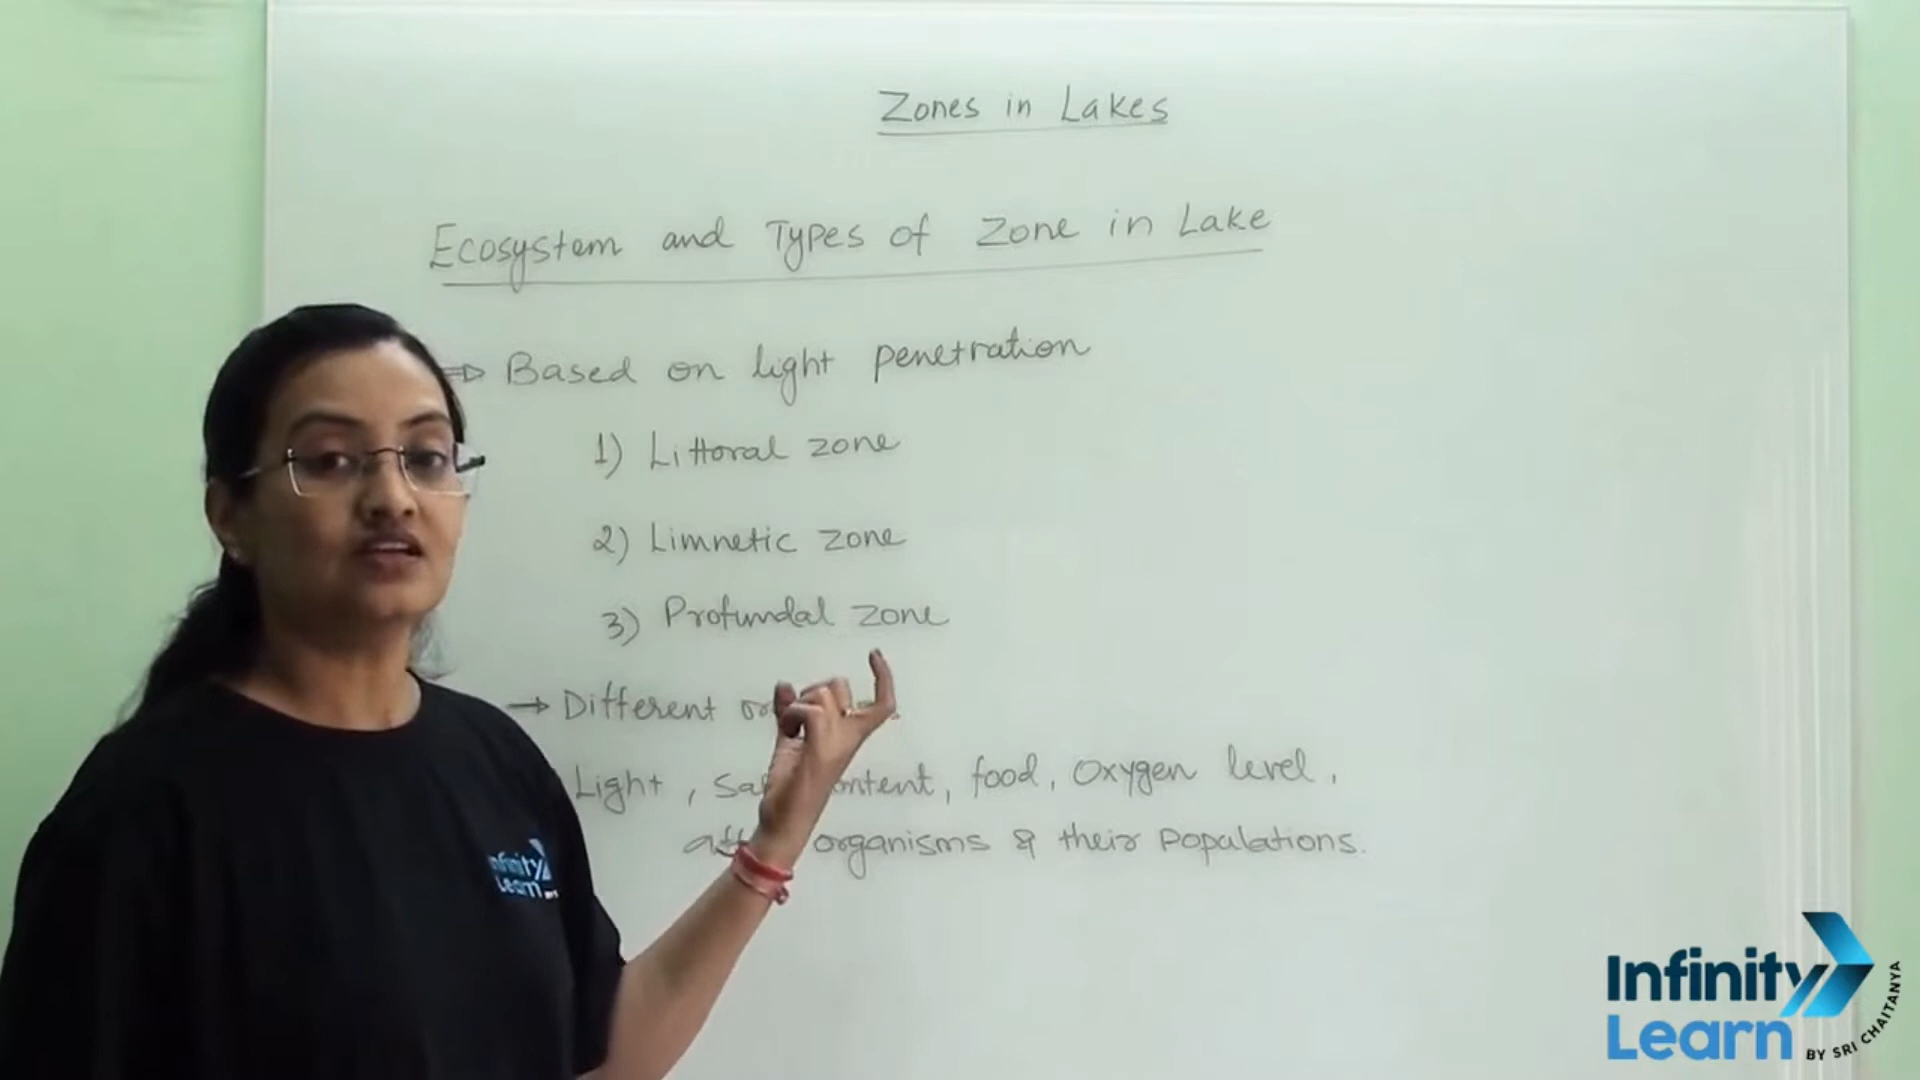 Zones in Lakes
Ecosystem and Types of Zone in Lake
⇒ Based on light penetration
1) Littoral zone
2) Limnetic zone
3) Profundal zone
→ Different
Light, content, food, Oxygen level,
organisms & their Populations.
Infinity
Learn
Infinity
Learn
BY SRI CHAITANYA